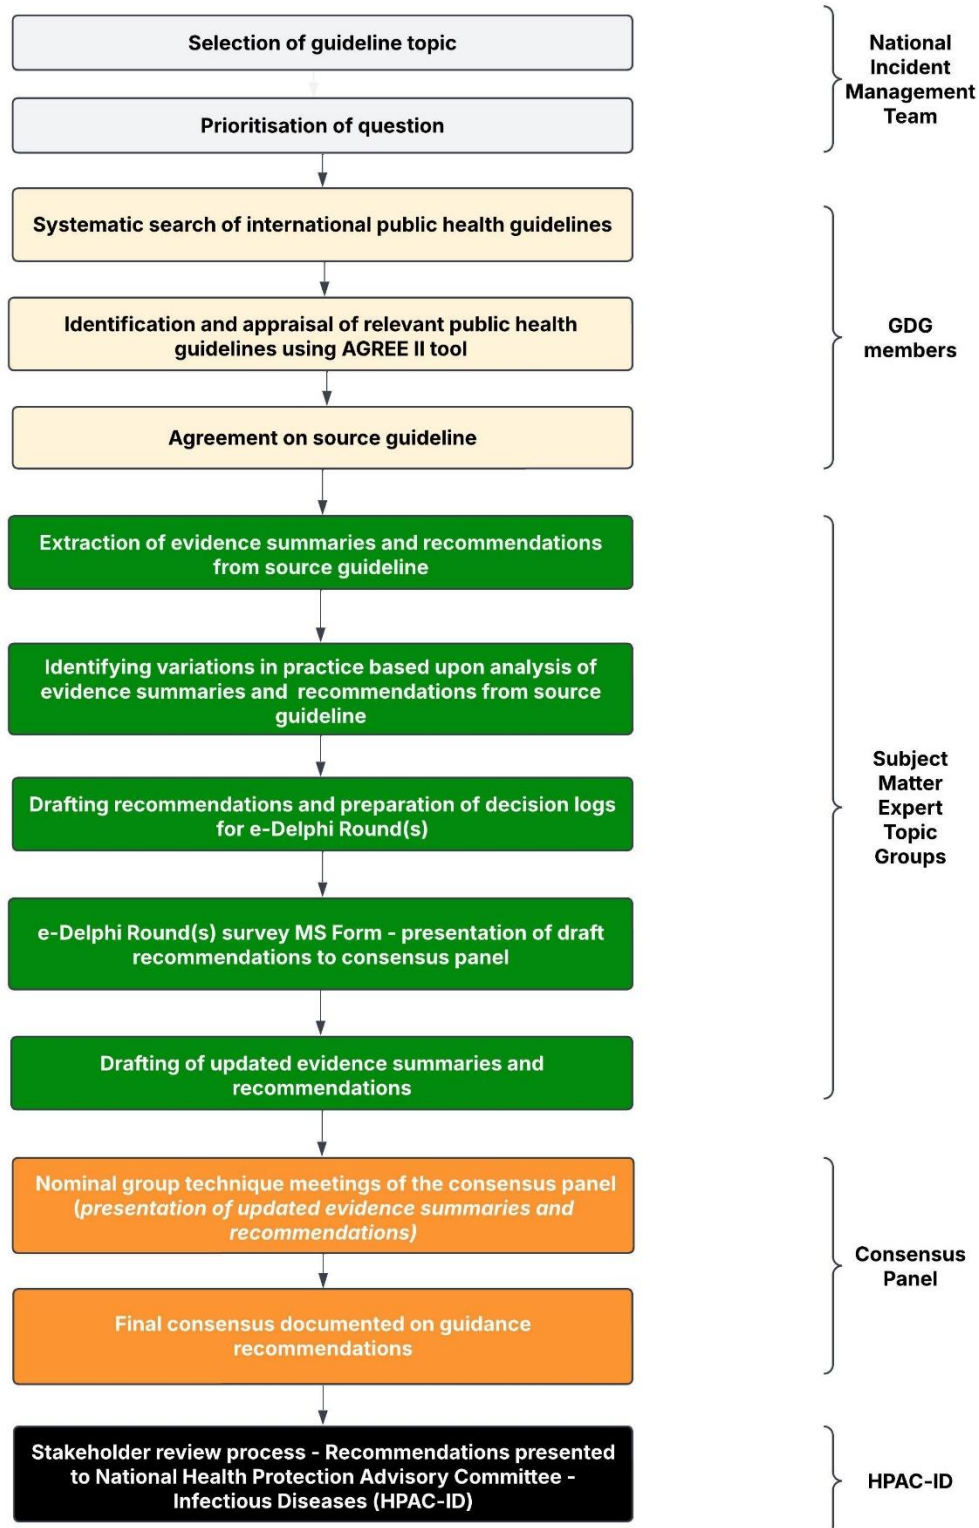 Selection of guideline topic
National
Incident
Management
Team
Prioritisation of question
Systematic search of international public health guidelines
Identification and appraisal of relevant public health
guidelines using AGREE II tool
GDG
members
Agreement on source guideline
Extraction of evidence summaries and recommendations
from source guideline
Identifying variations in practice based upon analysis of
evidence summaries and recommendations from source
guideline
Drafting recommendations and preparation of decision logs
for e-Delphi Round(s)
Subject
Matter
Expert
Topic
Groups
e-Delphi Round(s) survey MS Form - presentation of draft
recommendations to consensus panel
Drafting of updated evidence summaries and
recommendations
Nominal group technique meetings of the consensus panel
(presentation of updated evidence summaries and
recommendations)
Consensus
Panel
Final consensus documented on guidance
recommendations
Stakeholder review process - Recommendations presented
to National Health Protection Advisory Committee -
Infectious Diseases (HPAC-ID)
HPAC-ID